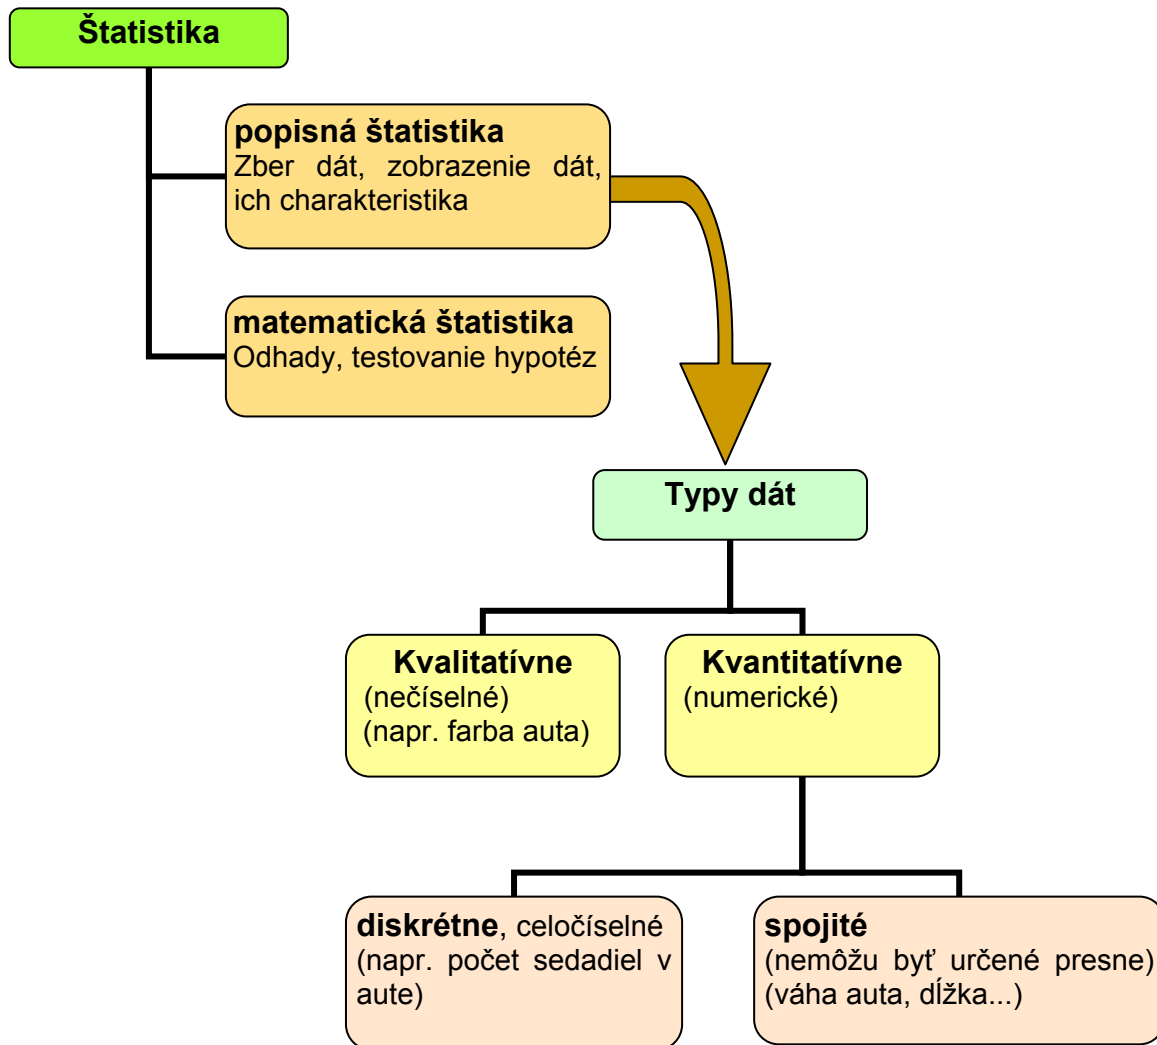 Štatistika
popisná štatistika
Zber dát, zobrazenie dát,
ich charakteristika
matematická štatistika
Odhady, testovanie hypotéz
Typy dát
Kvalitatívne
(nečíselné)
(napr. farba auta)
Kvantitatívne
(numerické)
diskrétne, celočíselné
(napr. počet sedadiel v
aute)
spojité
(nemôžu byť určené presne)
(váha auta, dĺžka...)